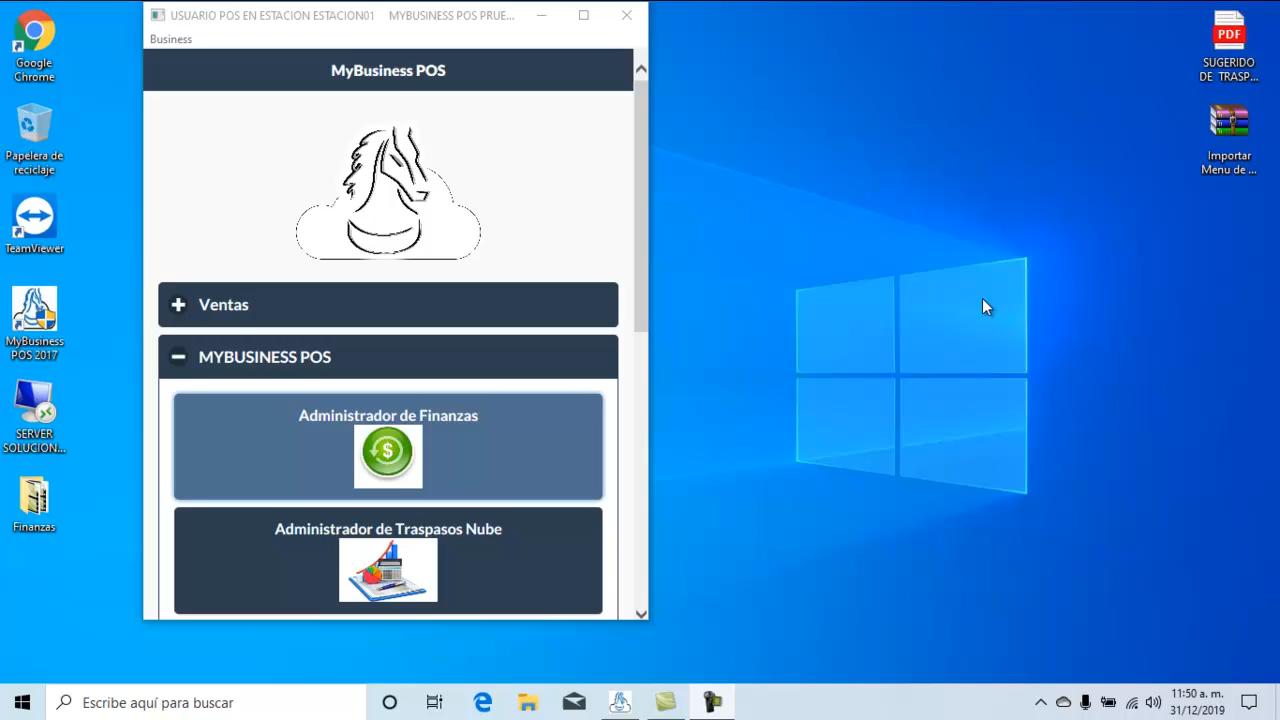 Google
Chrome
Papelera de
reciclaje
TeamViewer
MyBusiness
POS 2017
SERVER
SOLUCION...
Finanzas
USUARIO POS EN ESTACION ESTACION01 MYBUSINESS POS PRUE...
Business
MyBusiness POS
Ventas
MYBUSINESS POS
Administrador de Finanzas
$
Administrador de Traspasos Nube
PDF
SUGERIDO
DE TRASP...
Importar
Menu de ...
Escribe aquí para buscar
11:50 a. m.
31/12/2019